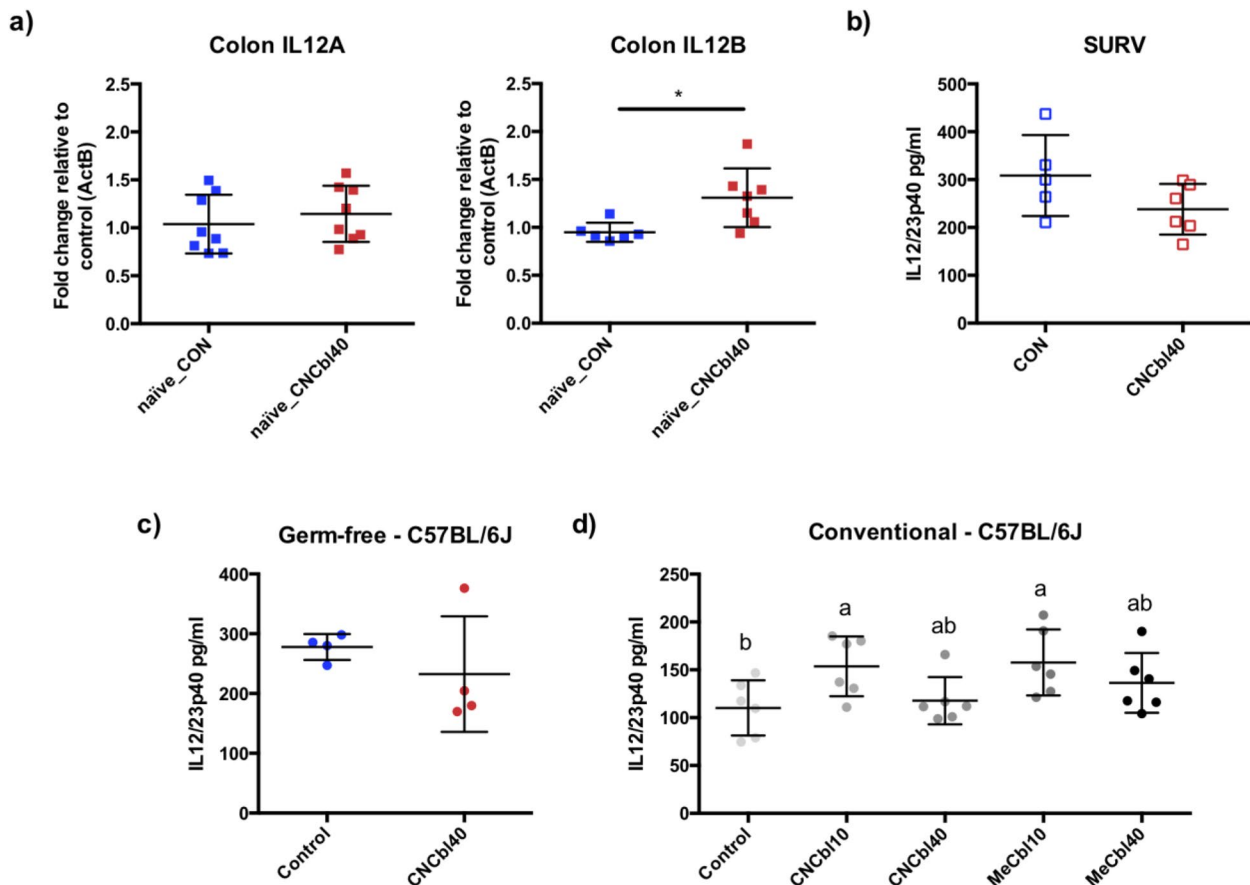 a)
Colon IL12A
Fold change relative to
control (ActB)
2.5
2.0
1.5
1.0
0.5
0.0
naïve_CON
naïve_CNCbl40
Colon IL12B
Fold change relative to
control (ActB)
2.5
2.0
1.5
1.0
0.5
0.0
*
naïve_CON
naïve_CNCbl40
b)
SURV
IL12/23p40 pg/ml
500
400
300
200
100
0
CON
CNCbl40
c)
Germ-free - C57BL/6J
IL12/23p40 pg/ml
400
300
200
100
0
Control
CNCbl40
d)
Conventional - C57BL/6J
IL12/23p40 pg/ml
250
200
150
100
50
0
b
a
ab
a
ab
Control
CNCbl10
CNCbl40
MeCbl10
MeCbl40